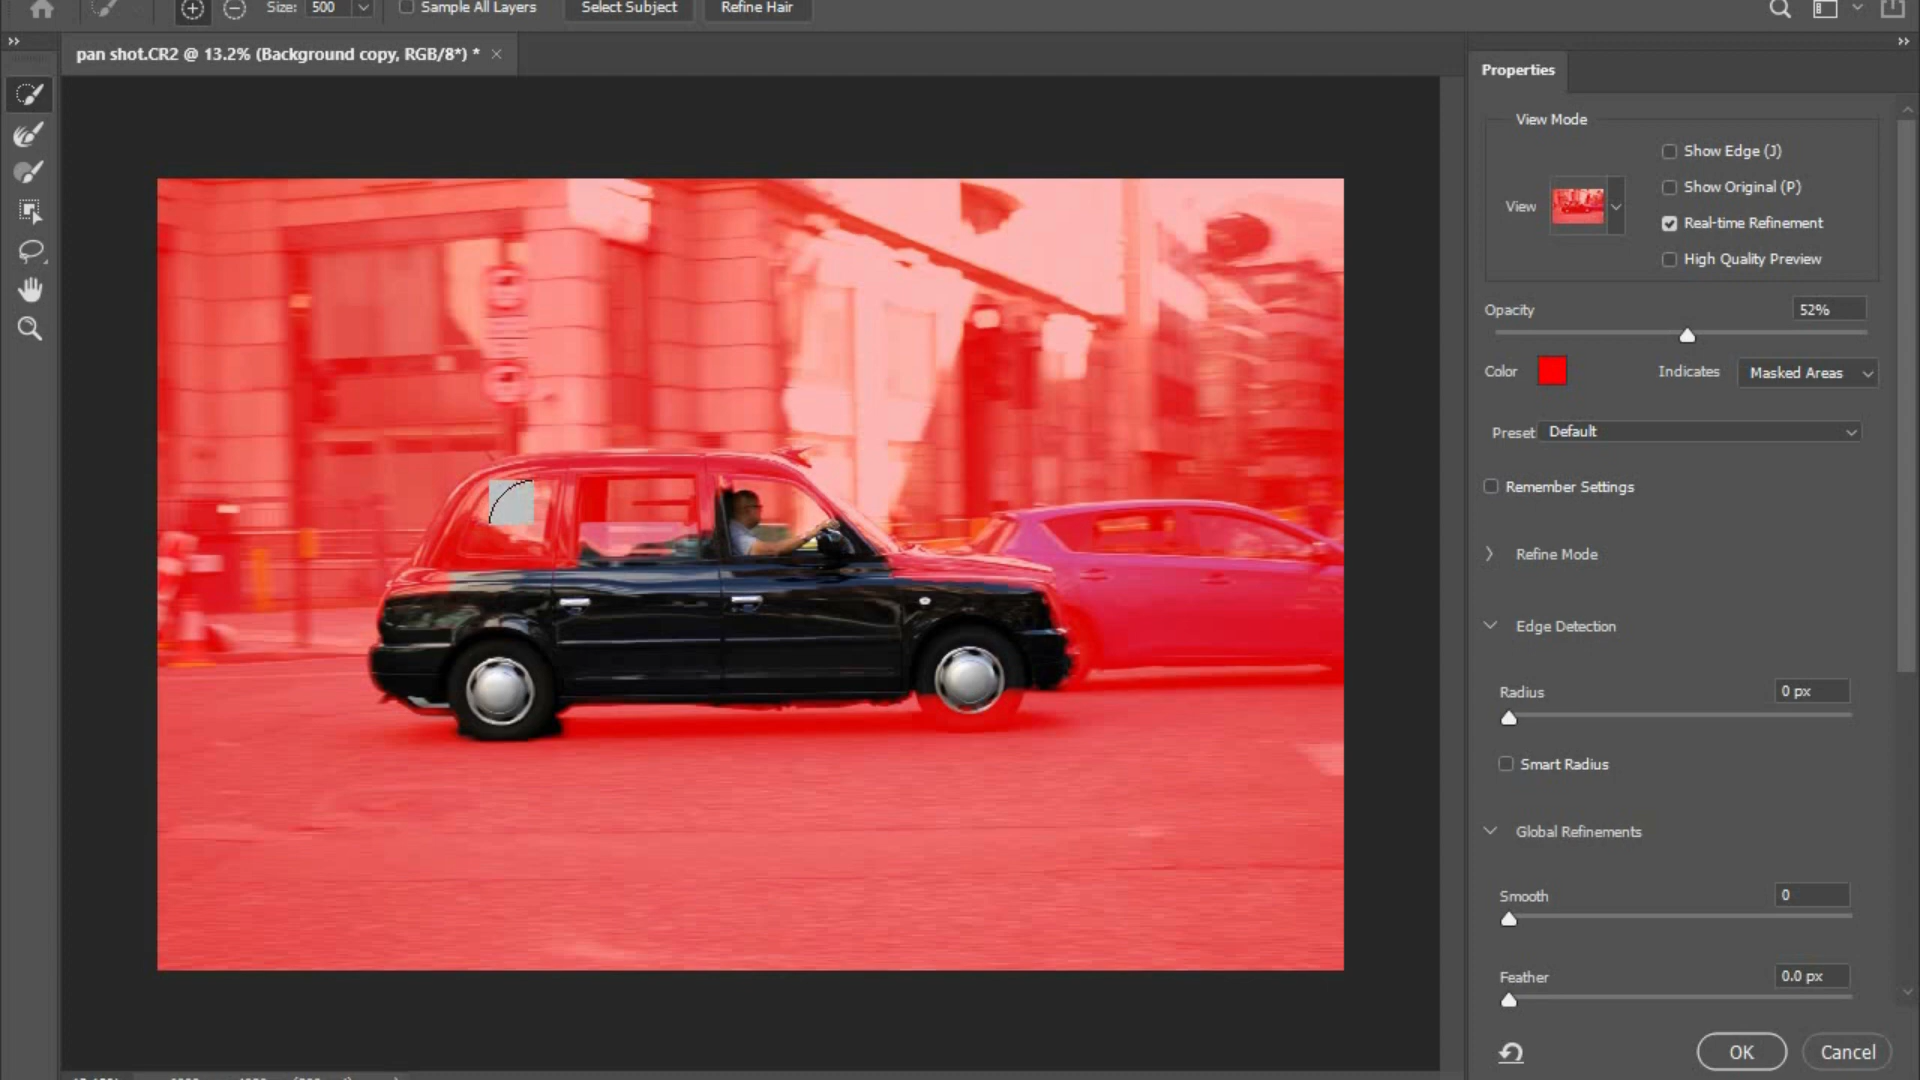 Size: 500 Sample All Layers Select Subject Refine Hair
pan shot.CR2 @ 13.2% (Background copy, RGB/8*) *
Properties
View Mode
Show Edge (J)
Show Original (P)
View
Real-time Refinement
High Quality Preview
Opacity 52%
Color Indicates Masked Areas
Preset Default
Remember Settings
Refine Mode
Edge Detection
Radius 0 px
Smart Radius
Global Refinements
Smooth 0
Feather 0.0 px
OK Cancel